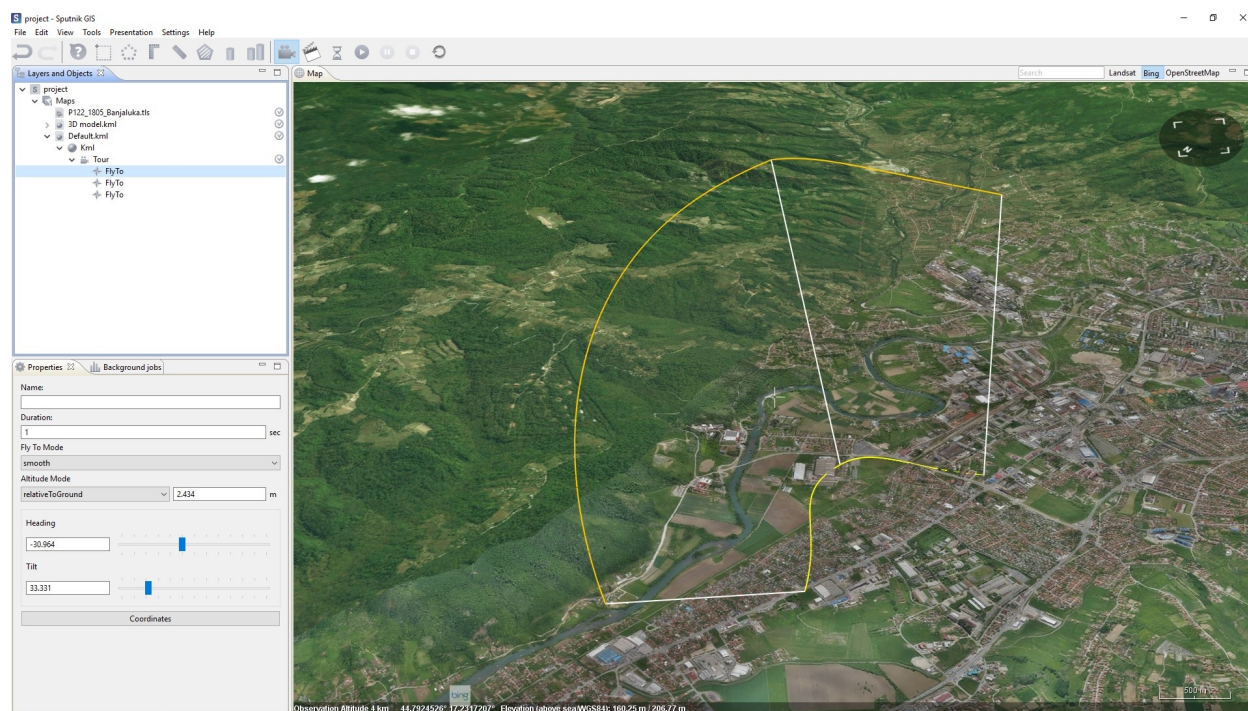 S project - Sputnik GIS
File Edit View Tools Presentation Settings Help
Layers and Objects
Map
Search
Landsat Bing OpenStreetMap
S project
Maps
P122_1805_Banjaluka.tls
3D model.kml
Default.kml
Kml
Tour
FlyTo
FlyTo
FlyTo
Properties
Background jobs
Name:
Duration:
1 sec
Fly To Mode
smooth
Altitude Mode
relativeToGround 2.434 m
Heading
-30.964
Tilt
33.331
Coordinates
N
bing
500 m
Observation Altitude 4 km 44.7924526° 17.2317207° Elevation (above sea/WGS84): 160.25 m / 206.77 m